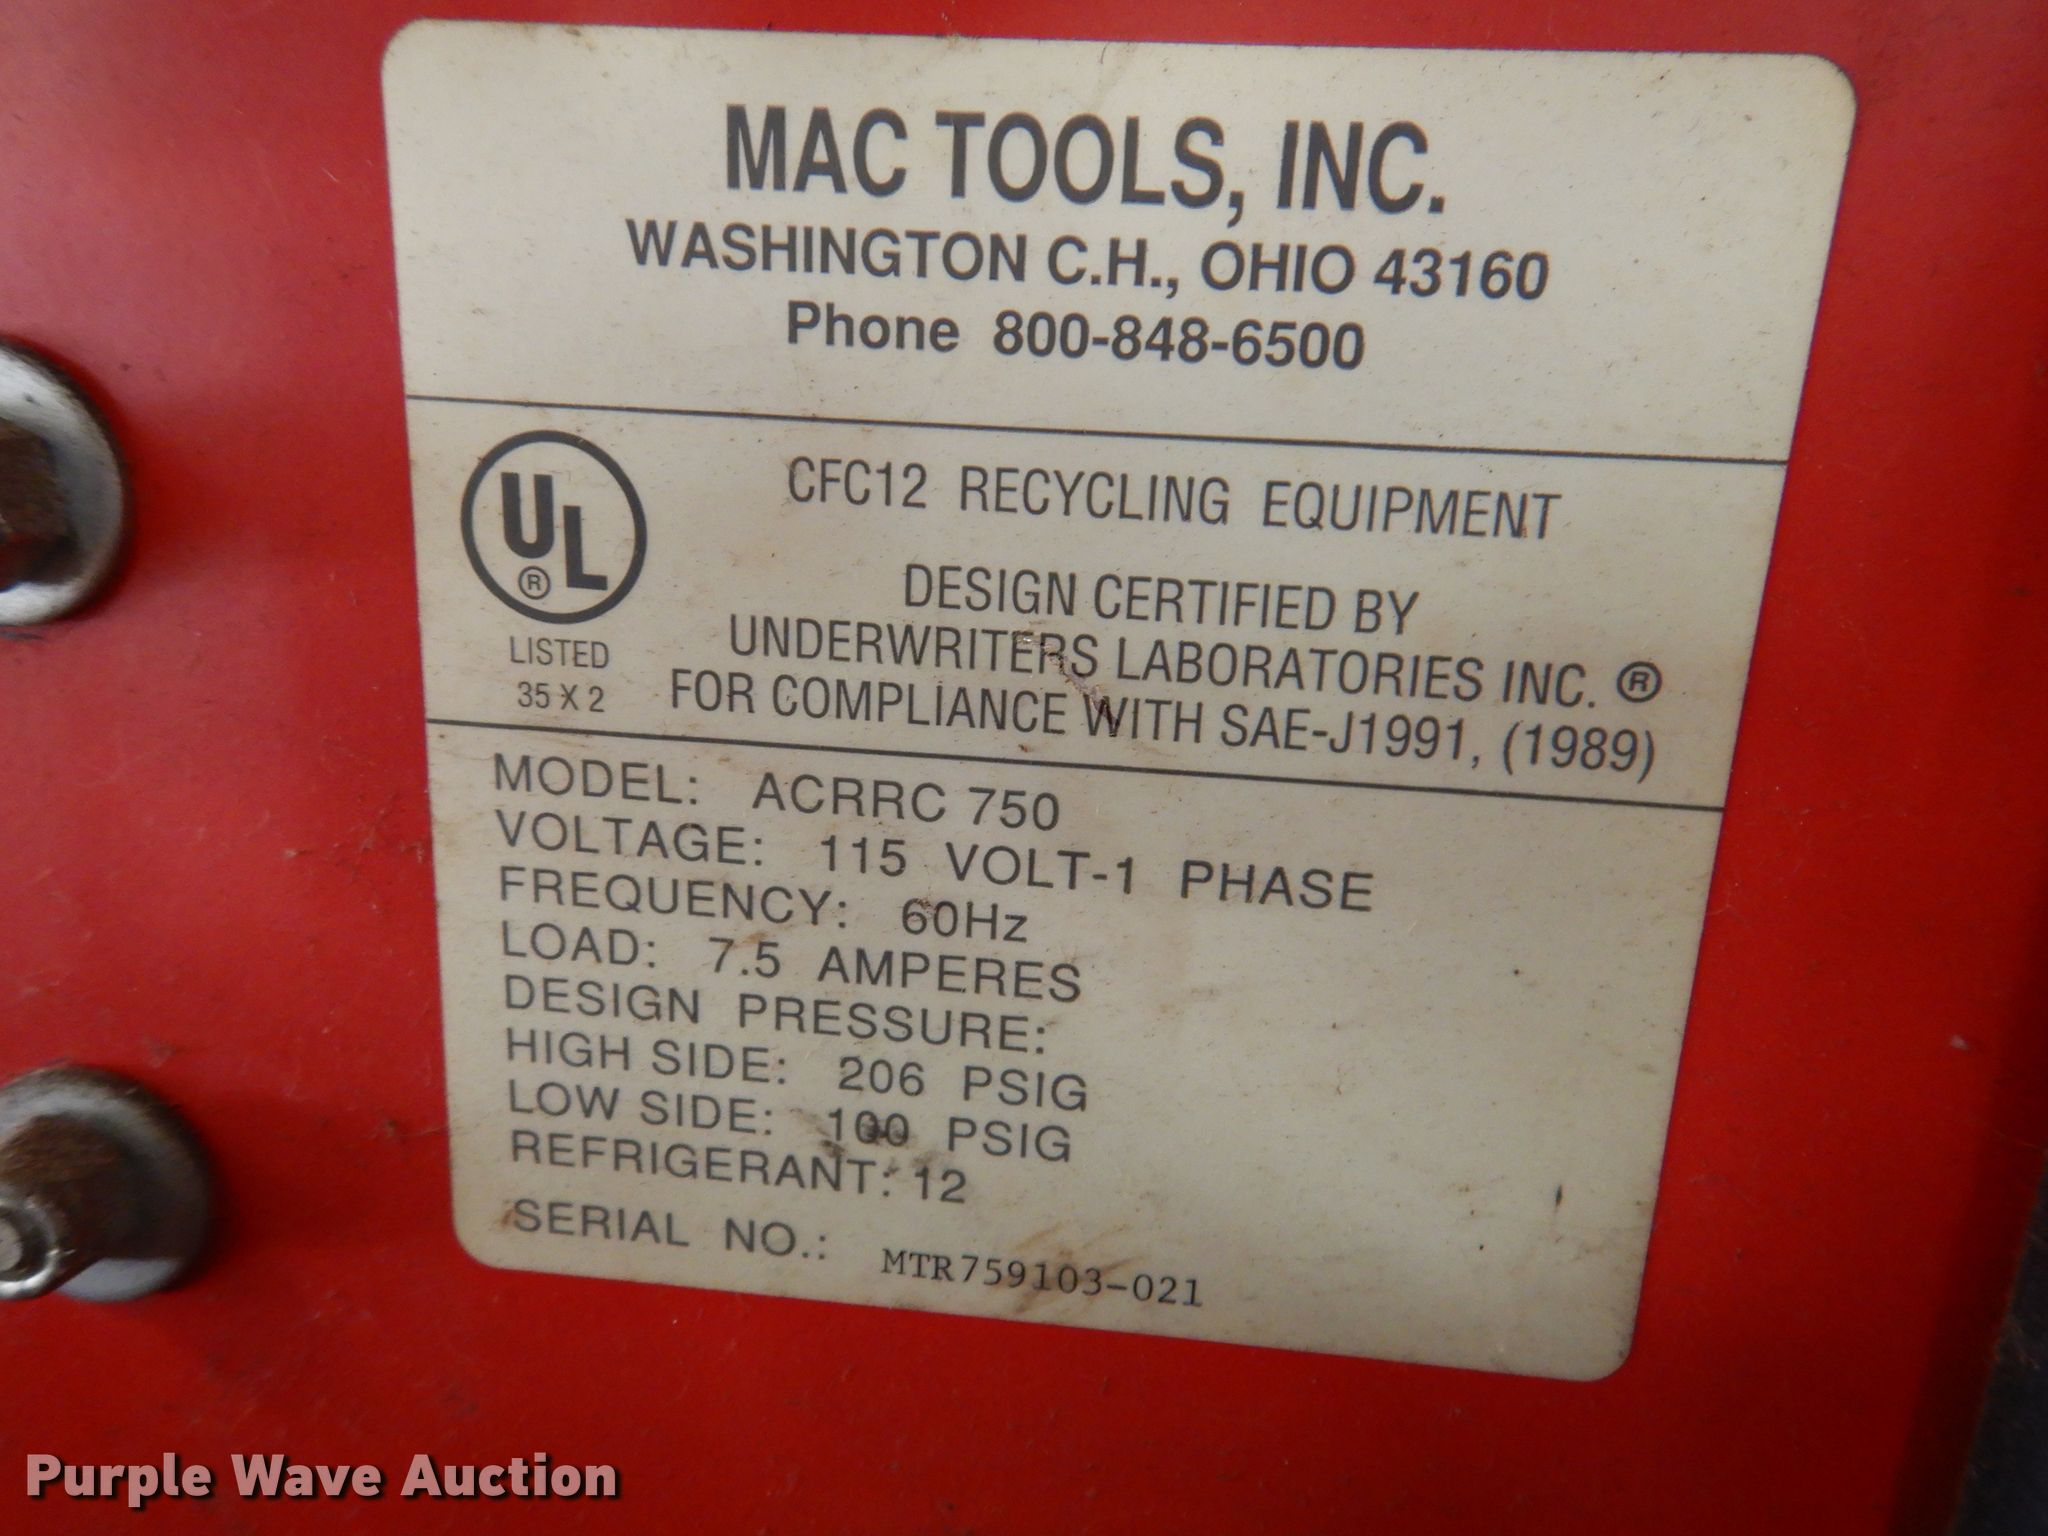 MAC TOOLS, INC.
WASHINGTON C.H., OHIO 43160
Phone 800-848-6500
UL
®
LISTED
35 X 2
CFC12 RECYCLING EQUIPMENT
DESIGN CERTIFIED BY
UNDERWRITERS LABORATORIES INC. ®
FOR COMPLIANCE WITH SAE-J1991, (1989)
MODEL: ACRRC 750
VOLTAGE: 115 VOLT-1 PHASE
FREQUENCY: 60Hz
LOAD: 7.5 AMPERES
DESIGN PRESSURE:
HIGH SIDE: 206 PSIG
LOW SIDE: 100 PSIG
REFRIGERANT: 12
SERIAL NO.: MTR759103-021
Purple Wave Auction